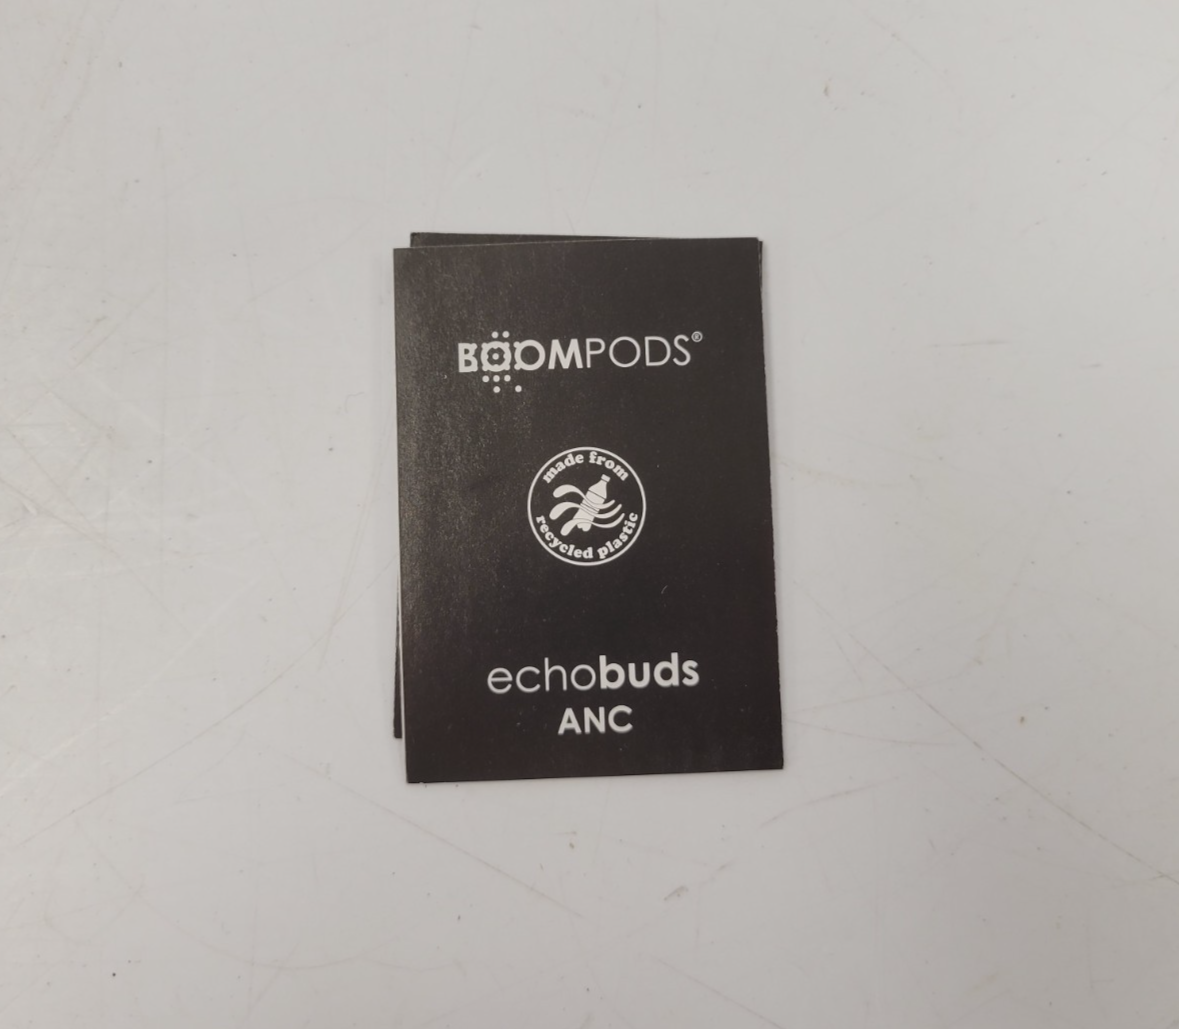 BOOMPODS®
made from
recycled plastic
echobuds
ANC